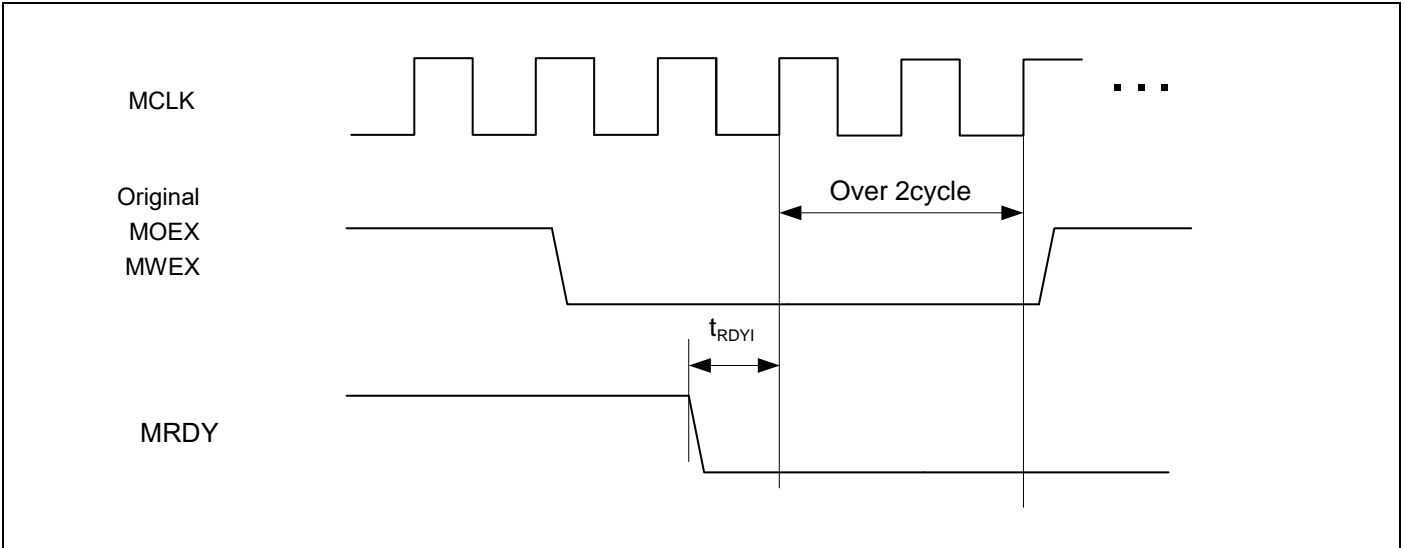 MCLK
Original
Over 2cycle
MOEX
MWEX
tRDYI
MRDY